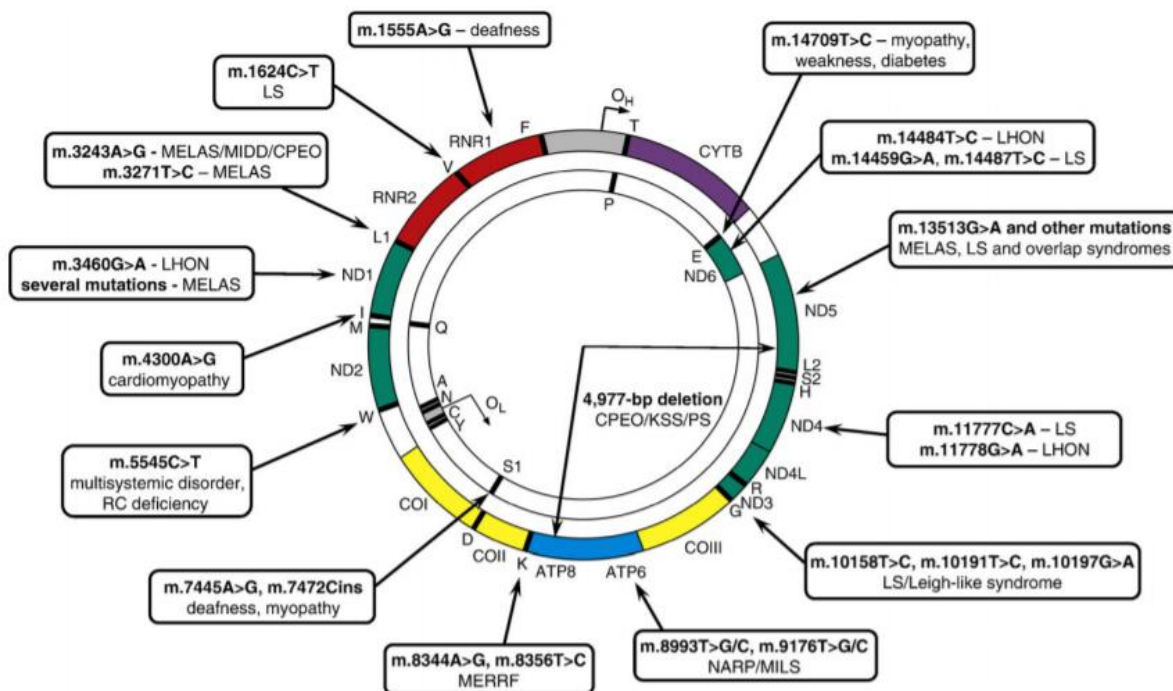 m.1555A>G – deafness
m.14709T>C – myopathy,
weakness, diabetes
m.1624C>T
LS
m.14484T>C – LHON
m.14459G>A, m.14487T>C – LS
m.3243A>G - MELAS/MIDD/CPEO
m.3271T>C – MELAS
m.13513G>A and other mutations
MELAS, LS and overlap syndromes
m.3460G>A - LHON
several mutations - MELAS
m.4300A>G
cardiomyopathy
4,977-bp deletion
CPEO/KSS/PS
m.11777C>A – LS
m.11778G>A – LHON
m.5545C>T
multisystemic disorder,
RC deficiency
m.10158T>C, m.10191T>C, m.10197G>A
LS/Leigh-like syndrome
m.7445A>G, m.7472Cins
deafness, myopathy
m.8344A>G, m.8356T>C
MERRF
m.8993T>G/C, m.9176T>G/C
NARP/MILS
OH
F
T
RNR1
CYTB
V
P
RNR2
L1
E
ND6
ND1
ND5
I
M
Q
L2
S2
H
ND2
A
N
C
Y
OL
W
ND4
S1
ND4L
R
ND3
G
COI
D
COII
K
ATP8
ATP6
COIII